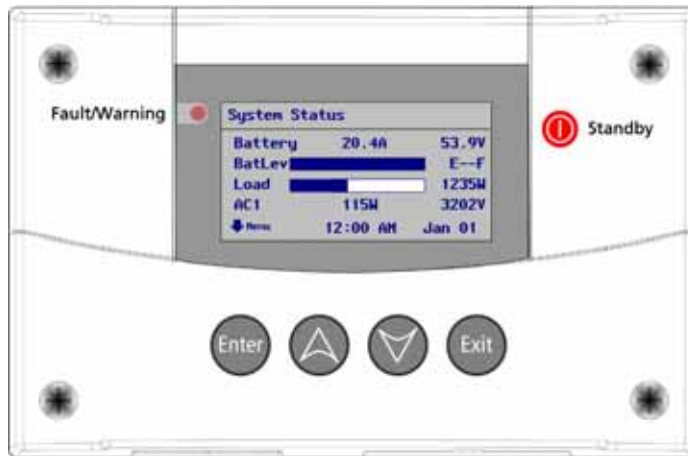 Fault/Warning
System Status
Standby
Battery 20.4A 53.9V
BatLev E--F
Load 1235W
AC1 115W 3202V
Menu 12:00 AM Jan 01
Enter
Exit